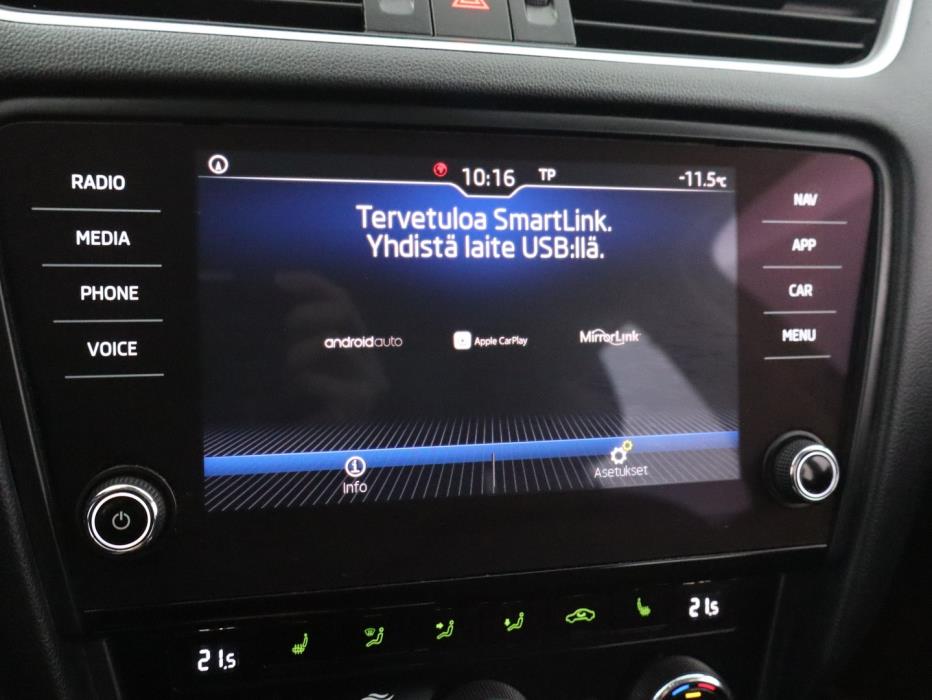 RADIO
MEDIA
PHONE
VOICE
10:16 TP -11.5°C
Tervetuloa SmartLink.
Yhdistä laite USB:llä.
androidauto Apple CarPlay MirrorLink
Info
Asetukset
NAV
APP
CAR
MENU
21.5
21.5